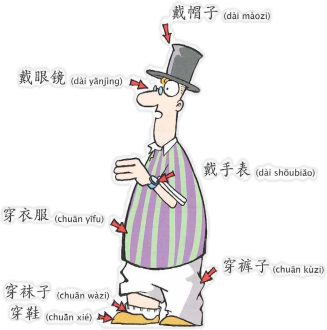 戴帽子 (dài màozi)
戴眼镜 (dài yǎnjìng)
戴手表 (dài shǒubiǎo)
穿衣服 (chuān yīfu)
穿裤子 (chuān kùzi)
穿袜子 (chuān wàzi)
穿鞋 (chuān xié)